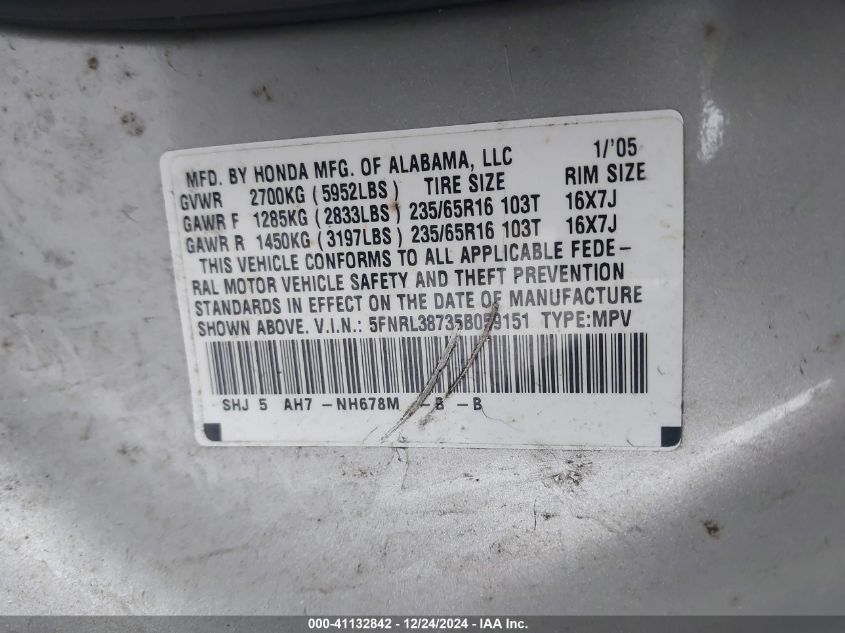 MFD. BY HONDA MFG. OF ALABAMA, LLC 1/'05
GVWR 2700KG (5952LBS) TIRE SIZE RIM SIZE
GAWR F 1285KG (2833LBS) 235/65R16 103T 16X7J
GAWR R 1450KG (3197LBS) 235/65R16 103T 16X7J
THIS VEHICLE CONFORMS TO ALL APPLICABLE FEDE-
RAL MOTOR VEHICLE SAFETY AND THEFT PREVENTION
STANDARDS IN EFFECT ON THE DATE OF MANUFACTURE
SHOWN ABOVE. V.I.N.: 5FNRL38735B059151 TYPE:MPV
SHJ 5 AH7 -NH678M -B -B
000-41132842 - 12/24/2024 - IAA Inc.